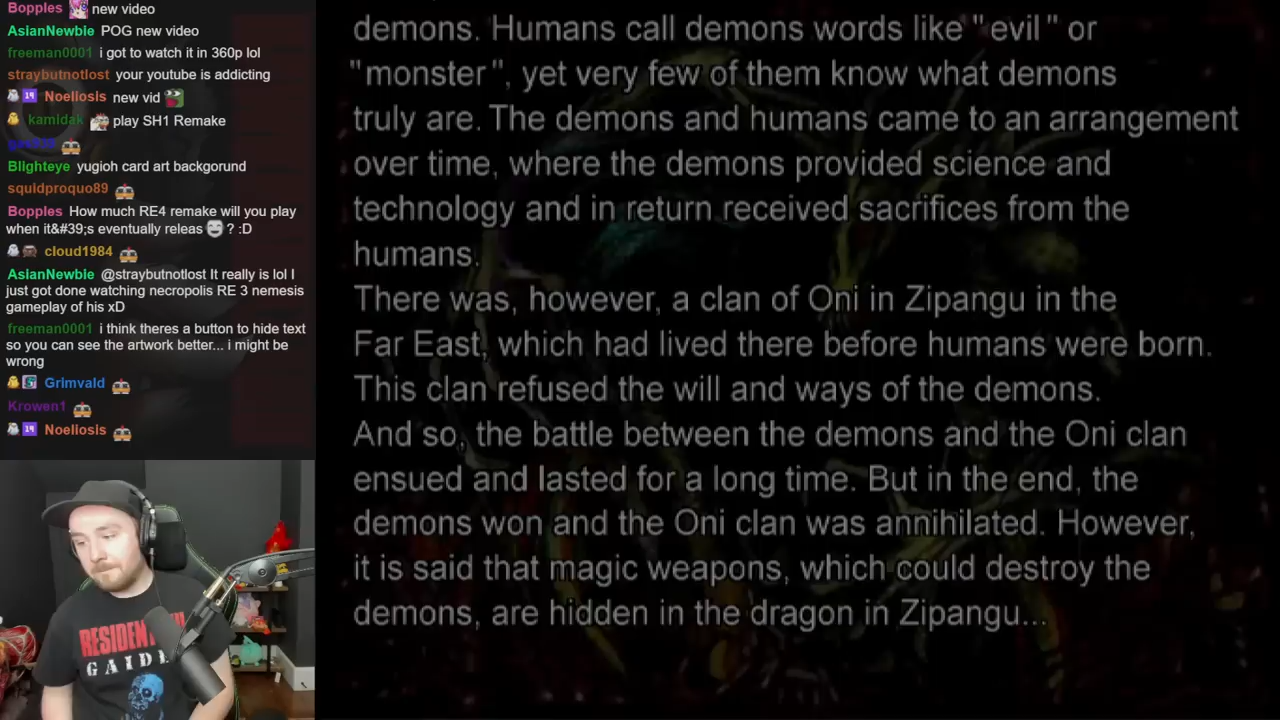 Bopples new video
AsianNewbie POG new video
freeman0001 i got to watch it in 360p lol
straybutnotlost your youtube is addicting
19 Noeliosis new vid
kamidak play SH1 Remake
Blighteye yugioh card art backgorund
squidproquo89
Bopples How much RE4 remake will you play
when it&#39;s eventually releas ? :D
cloud1984
AsianNewbie @straybutnotlost It really is lol I
just got done watching necropolis RE 3 nemesis
gameplay of his xD
freeman0001 i think theres a button to hide text
so you can see the artwork better... i might be
wrong
Grimvald
Krowen1
19 Noeliosis
demons. Humans call demons words like "evil" or
"monster", yet very few of them know what demons
truly are. The demons and humans came to an arrangement
over time, where the demons provided science and
technology and in return received sacrifices from the
humans.
There was, however, a clan of Oni in Zipangu in the
Far East, which had lived there before humans were born.
This clan refused the will and ways of the demons.
And so, the battle between the demons and the Oni clan
ensued and lasted for a long time. But in the end, the
demons won and the Oni clan was annihilated. However,
it is said that magic weapons, which could destroy the
demons, are hidden in the dragon in Zipangu...
GAID